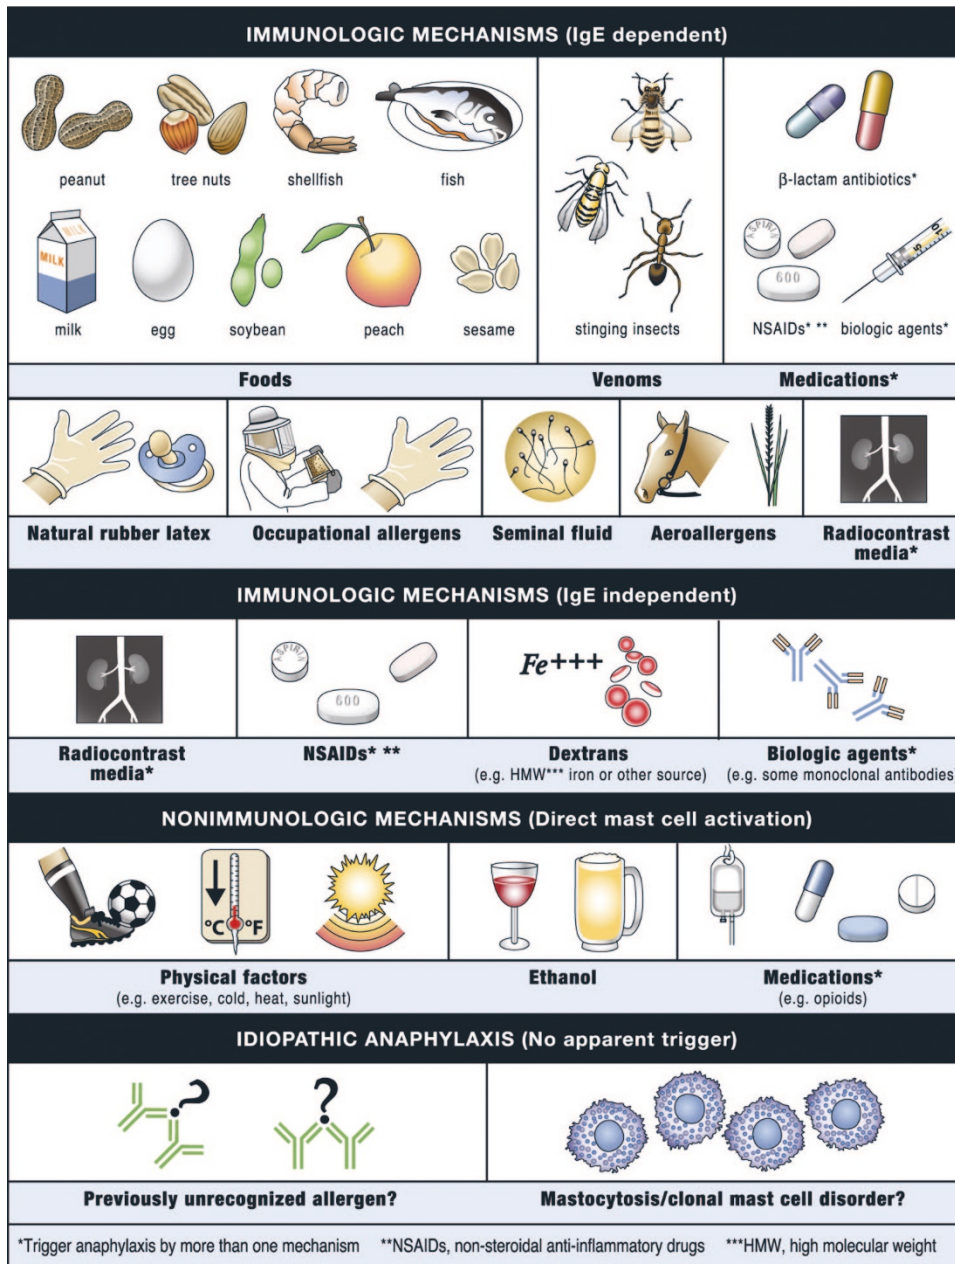 IMMUNOLOGIC MECHANISMS (IgE dependent)
peanut
tree nuts
shellfish
fish
β-lactam antibiotics*
MILK
MILK
ASPIRIN
600
5
10
milk
egg
soybean
peach
sesame
stinging insects
NSAIDs* **
biologic agents*
Foods
Venoms
Medications*
Natural rubber latex
Occupational allergens
Seminal fluid
Aeroallergens
Radiocontrast
media*
IMMUNOLOGIC MECHANISMS (IgE independent)
ASPIRIN
600
Fe+++
Radiocontrast
media*
NSAIDs* **
Dextrans
(e.g. HMW*** iron or other source)
Biologic agents*
(e.g. some monoclonal antibodies)
NONIMMUNOLOGIC MECHANISMS (Direct mast cell activation)
°C
°F
Physical factors
(e.g. exercise, cold, heat, sunlight)
Ethanol
Medications*
(e.g. opioids)
IDIOPATHIC ANAPHYLAXIS (No apparent trigger)
?
?
Previously unrecognized allergen?
Mastocytosis/clonal mast cell disorder?
*Trigger anaphylaxis by more than one mechanism
**NSAIDs, non-steroidal anti-inflammatory drugs
***HMW, high molecular weight